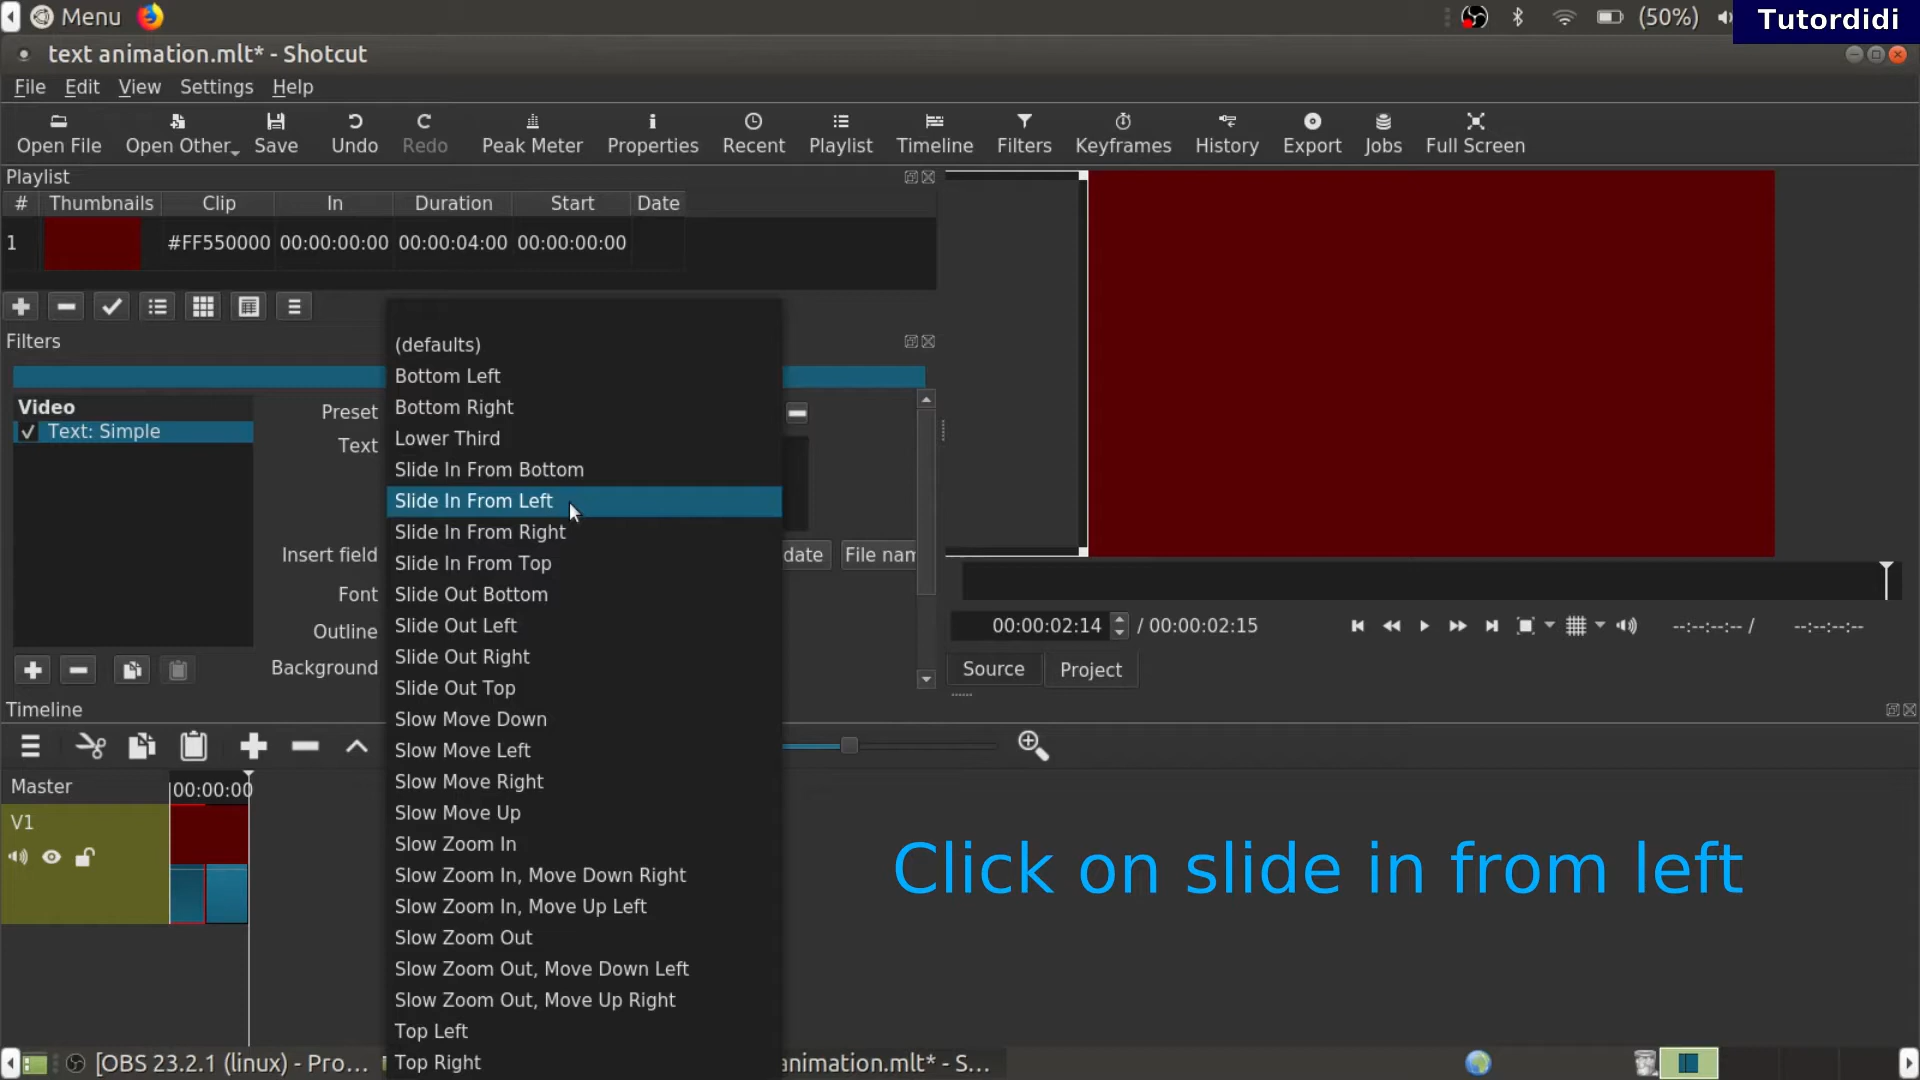 Menu
(50%)
Tutordidi
text animation.mlt* - Shotcut
File Edit View Settings Help
Open File Open Other... Save Undo Redo Peak Meter Properties Recent Playlist Timeline Filters Keyframes History Export Jobs Full Screen
Playlist
# Thumbnails Clip In Duration Start Date
1 #FF550000 00:00:00:00 00:00:04:00 00:00:00:00
Filters
Video
Text: Simple
Preset
Text
Insert field
date
File nam
Font
Outline
Background
(defaults)
Bottom Left
Bottom Right
Lower Third
Slide In From Bottom
Slide In From Left
Slide In From Right
Slide In From Top
Slide Out Bottom
Slide Out Left
Slide Out Right
Slide Out Top
Slow Move Down
Slow Move Left
Slow Move Right
Slow Move Up
Slow Zoom In
Slow Zoom In, Move Down Right
Slow Zoom In, Move Up Left
Slow Zoom Out
Slow Zoom Out, Move Down Left
Slow Zoom Out, Move Up Right
Top Left
Top Right
00:00:02:14 / 00:00:02:15
--:--:--:-- / --:--:--:--
Source Project
Timeline
Master
00:00:00
V1
Click on slide in from left
[OBS 23.2.1 (linux) - Pro...
animation.mlt* - S...